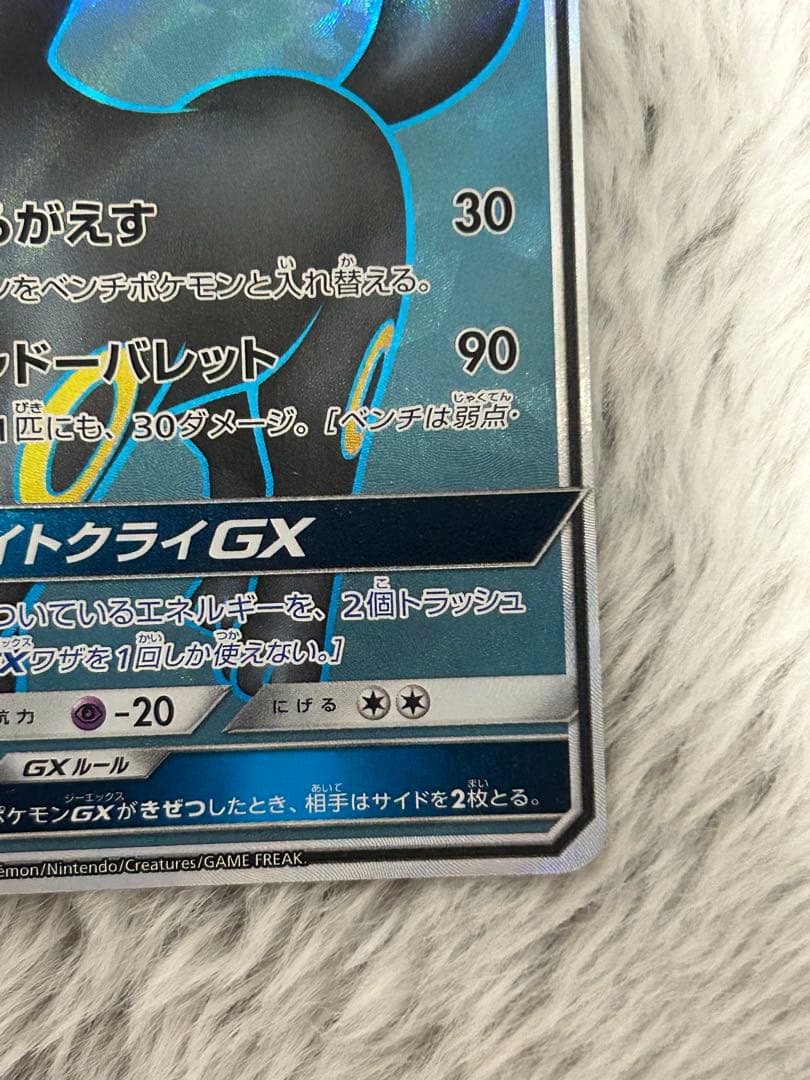 がえす 30
をベンチポケモンと入れ替える。
ドーバレット 90
1匹にも、30ダメージ。[ベンチは弱点・
イトクライGX
ついているエネルギーを、2個トラッシュ
Xワザを1回しか使えない。]
抗力 -20 にげる
GXルール
ポケモンGXがきぜつしたとき、相手はサイドを2枚とる。
émon/Nintendo/Creatures/GAME FREAK.